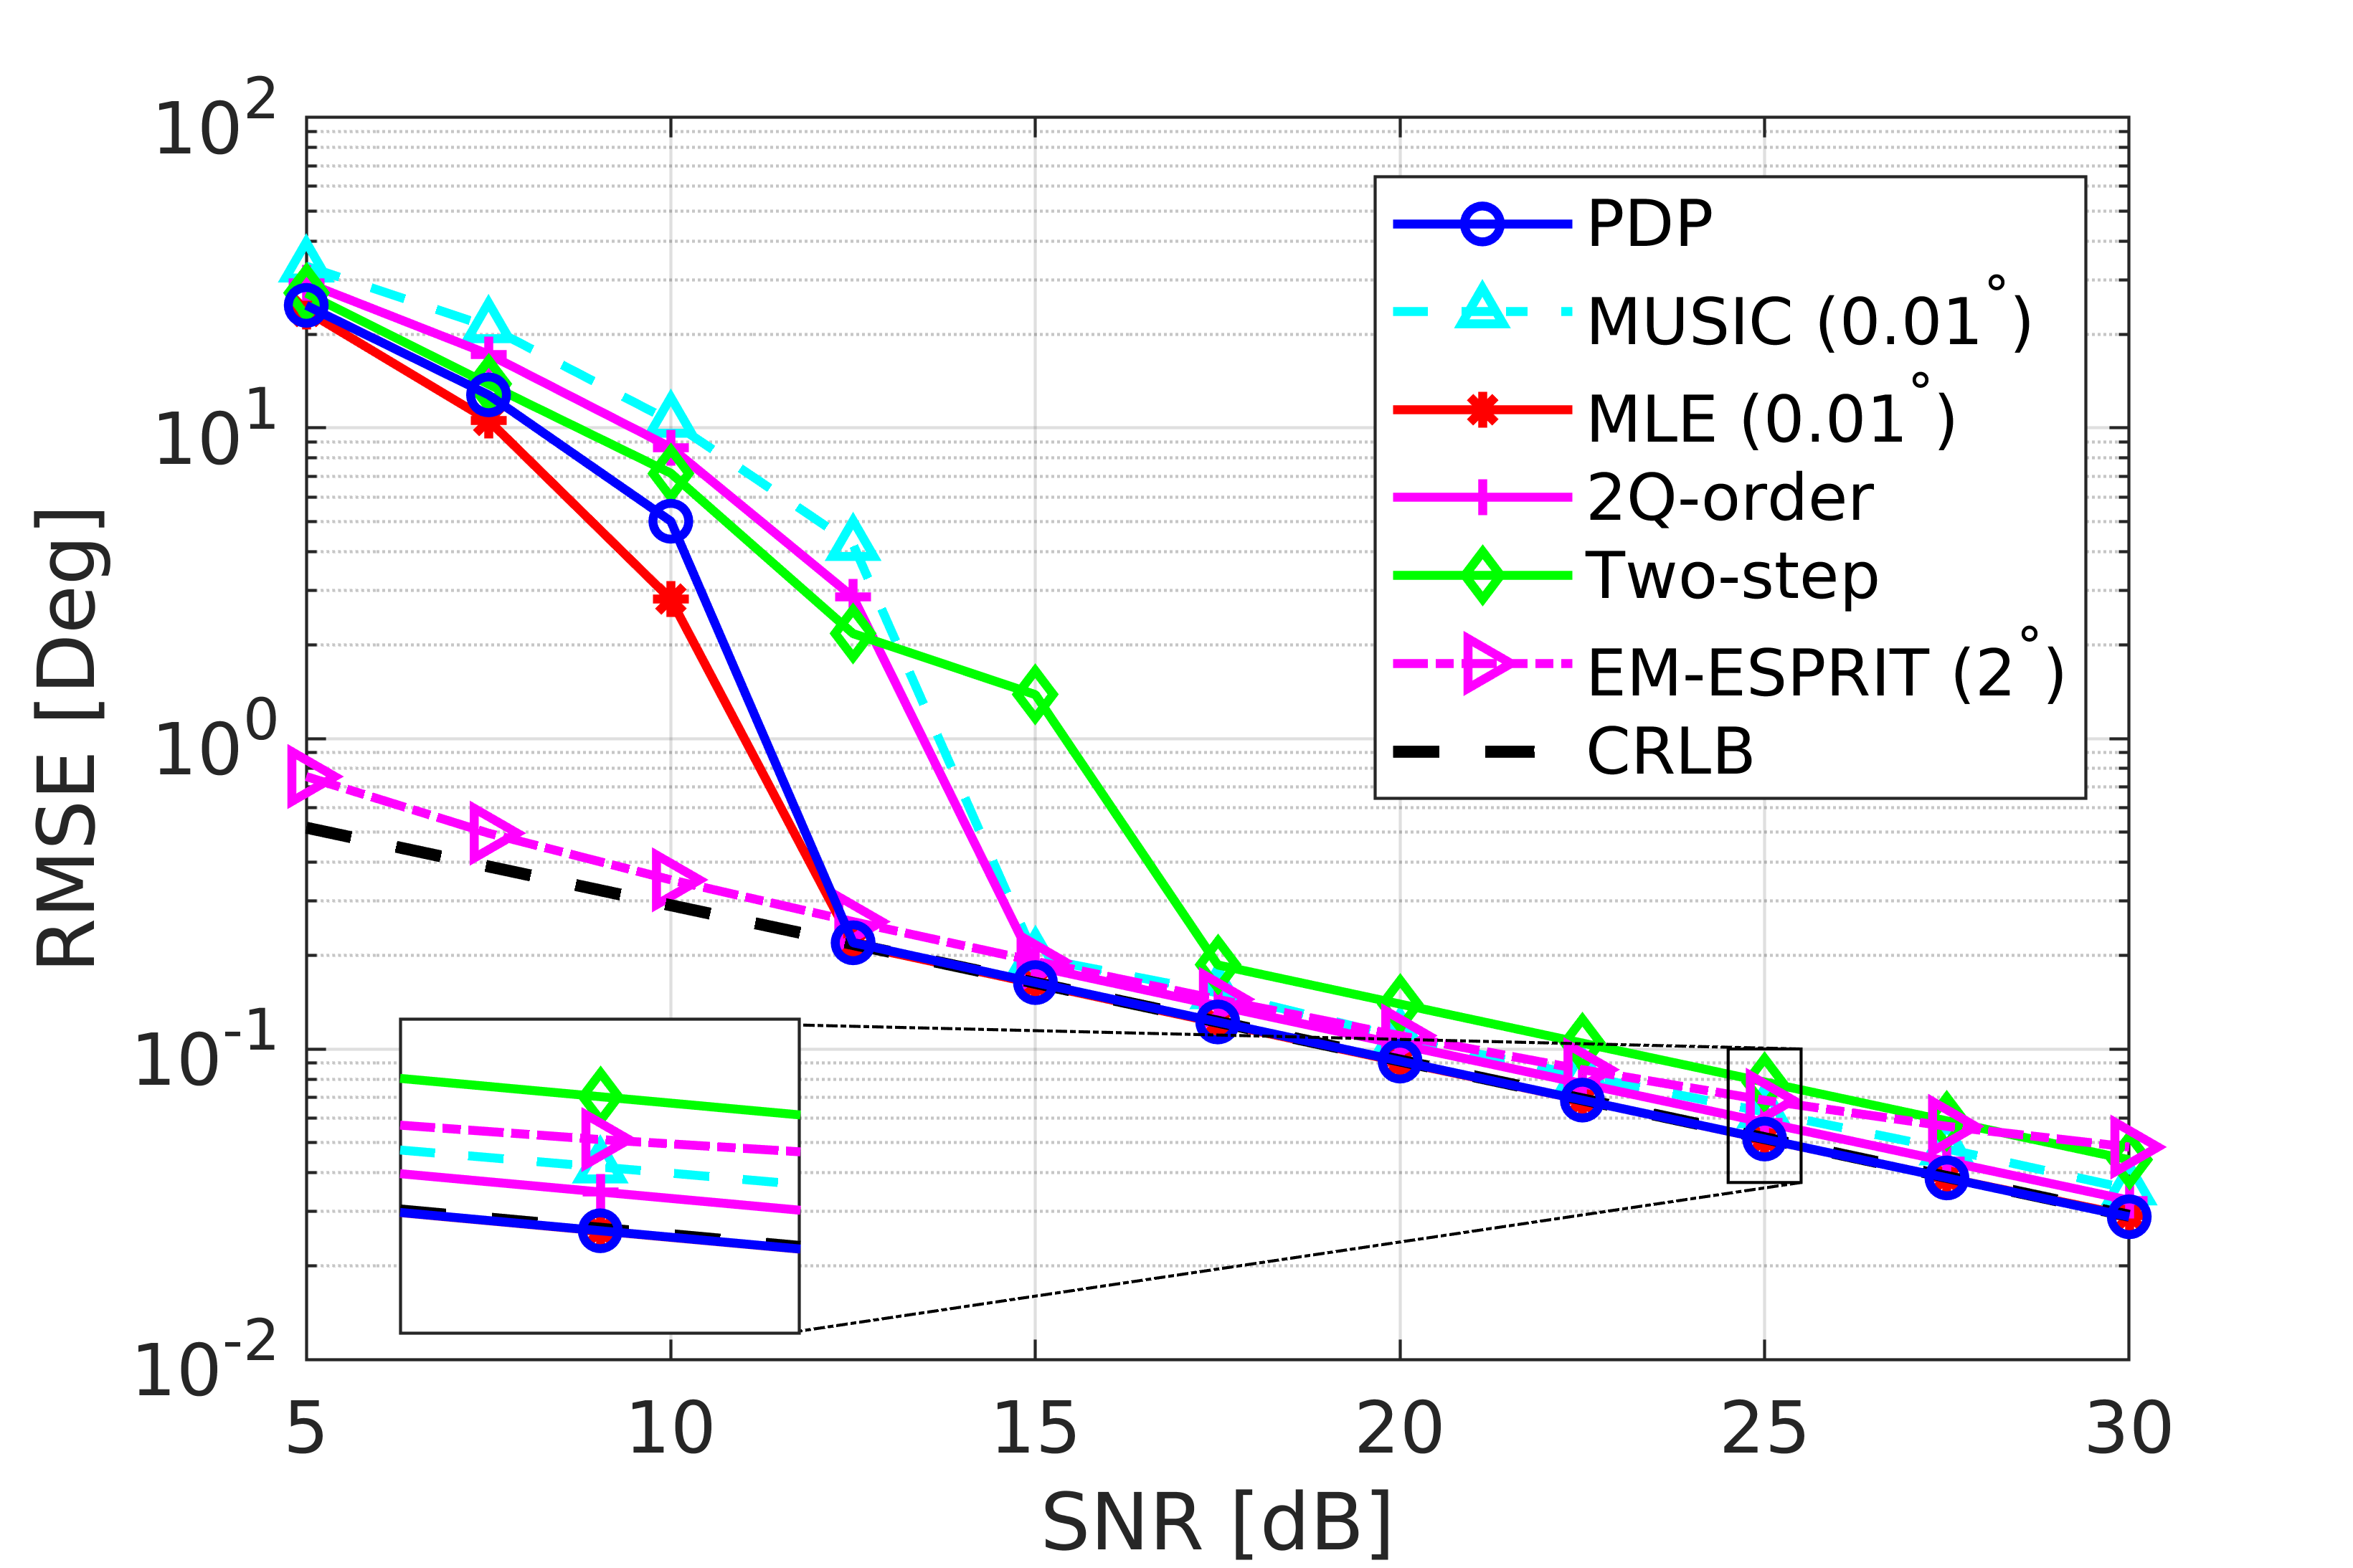 10^2
10^1
10^0
10^-1
10^-2
RMSE [Deg]
PDP
MUSIC (0.01°)
MLE (0.01°)
2Q-order
Two-step
EM-ESPRIT (2°)
CRLB
5 10 15 20 25 30
SNR [dB]